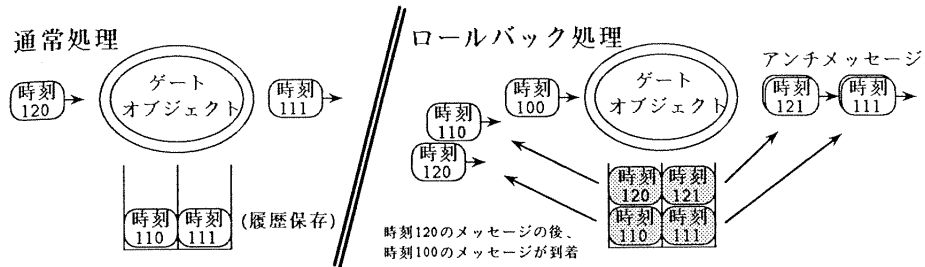 通常処理
時刻
120
ゲート
オブジェクト
時刻
111
時刻
110
時刻
111
(履歴保存)
ロールバック処理
時刻
100
時刻
110
時刻
120
ゲート
オブジェクト
アンチメッセージ
時刻
121
時刻
111
時刻
120
時刻
121
時刻
110
時刻
111
時刻120のメッセージの後、
時刻100のメッセージが到着